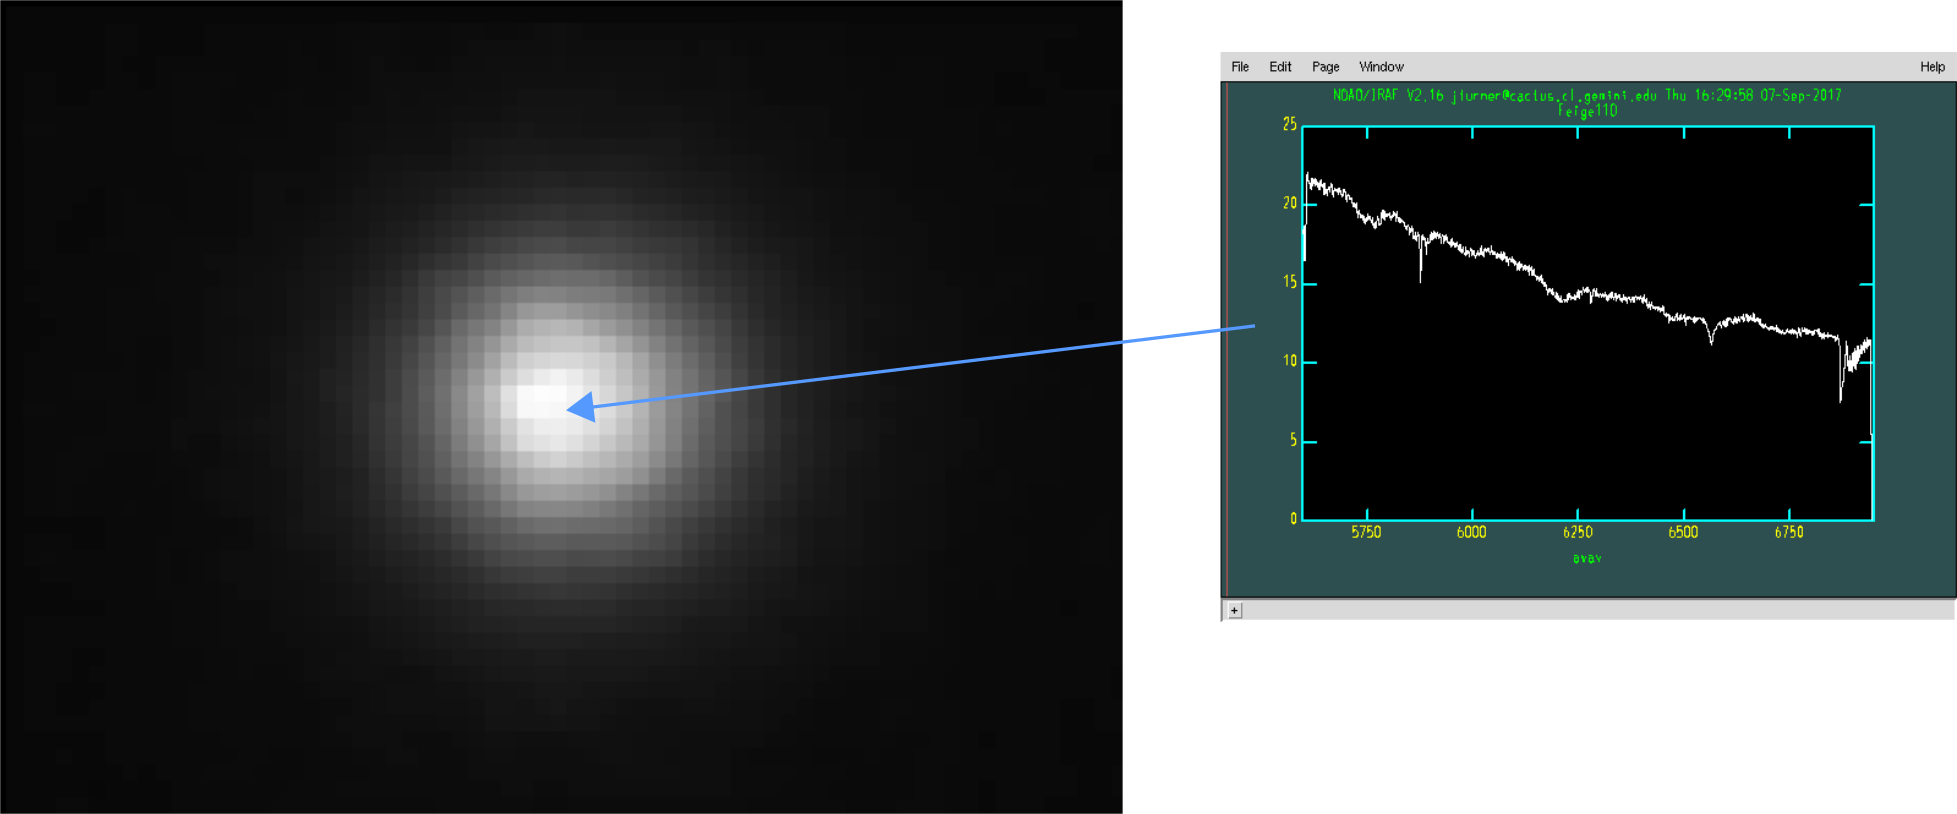 File Edit Page Window Help
NOAO/IRAF V2.16 jturner@cactus.cl.gemini.edu Thu 16:29:58 07-Sep-2017
feige110
25
20
15
10
5
0
5750 6000 6250 6500 6750
avav
+